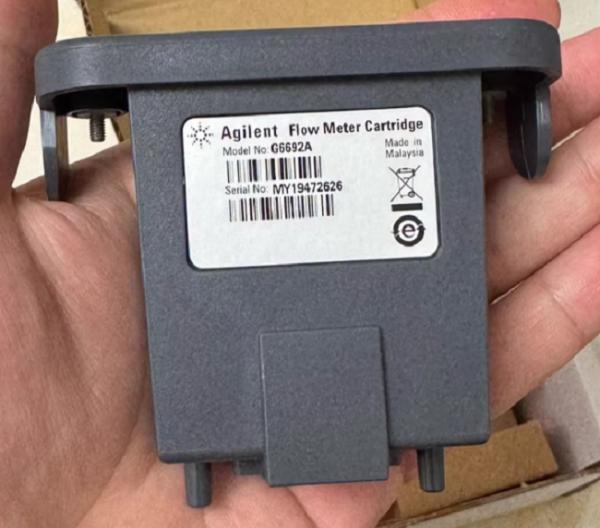 Agilent Flow Meter Cartridge
Model No: G6692A
Made in
Malaysia
Serial No: MY19472626
e